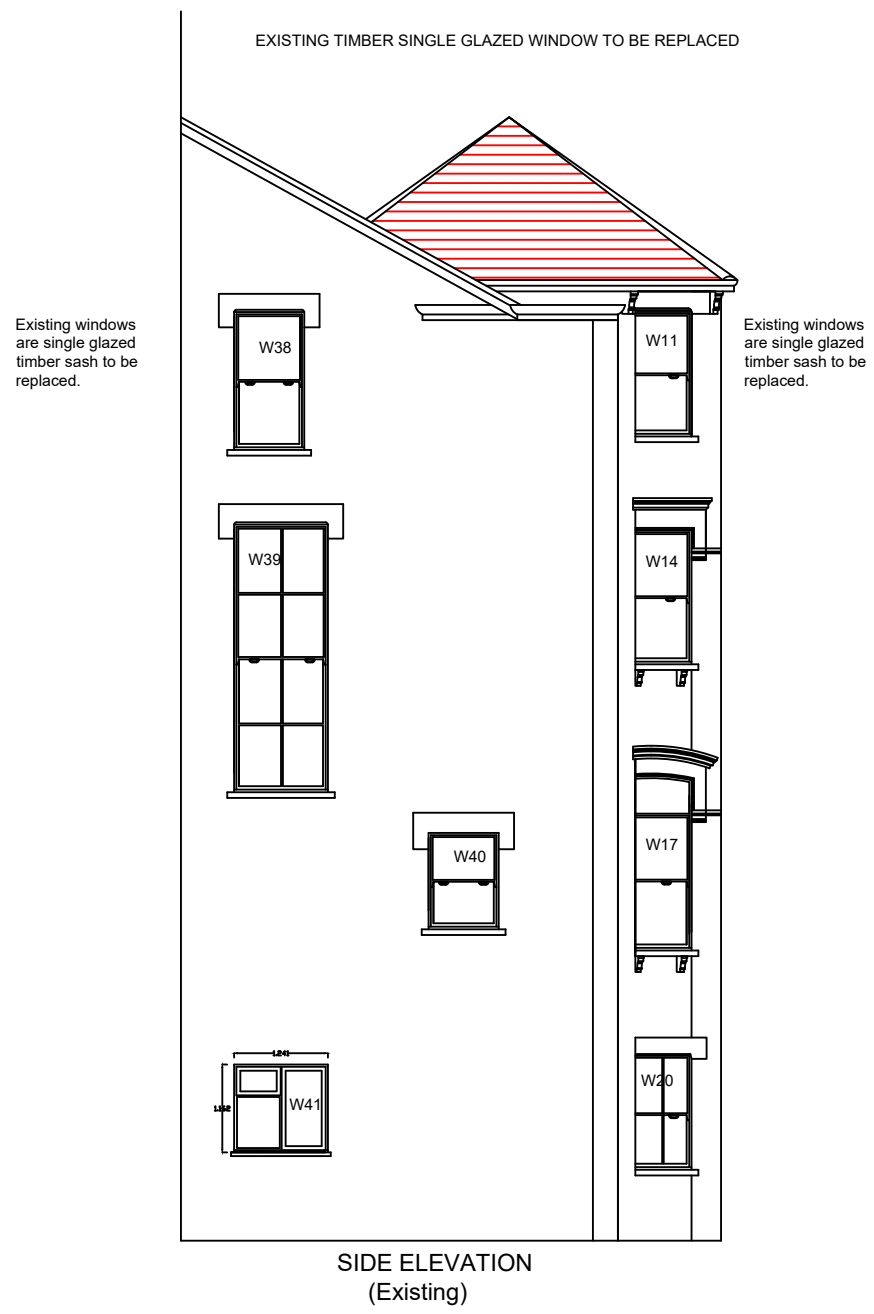 EXISTING TIMBER SINGLE GLAZED WINDOW TO BE REPLACED
Existing windows
are single glazed
timber sash to be
replaced.
W38
W11
Existing windows
are single glazed
timber sash to be
replaced.
W39
W14
W40
W17
1.241
W41
W20
SIDE ELEVATION
(Existing)